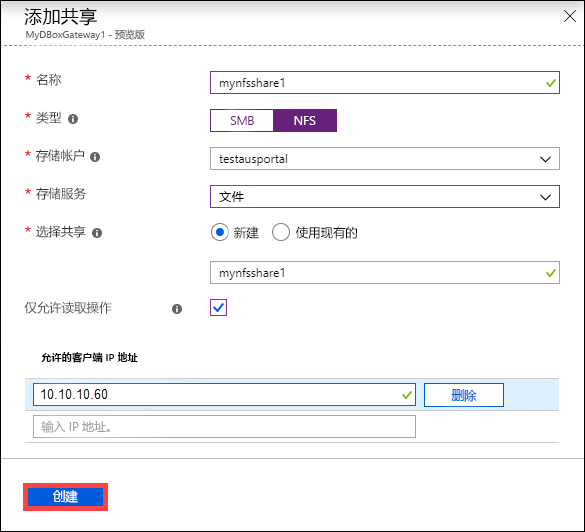 添加共享
MyDBoxGateway1 - 预览版
* 名称
mynfsshare1
* 类型
SMB NFS
* 存储帐户
testausportal
* 存储服务
文件
* 选择共享
新建 使用现有的
mynfsshare1
仅允许读取操作
允许的客户端 IP 地址
10.10.10.60 删除
输入 IP 地址。
创建